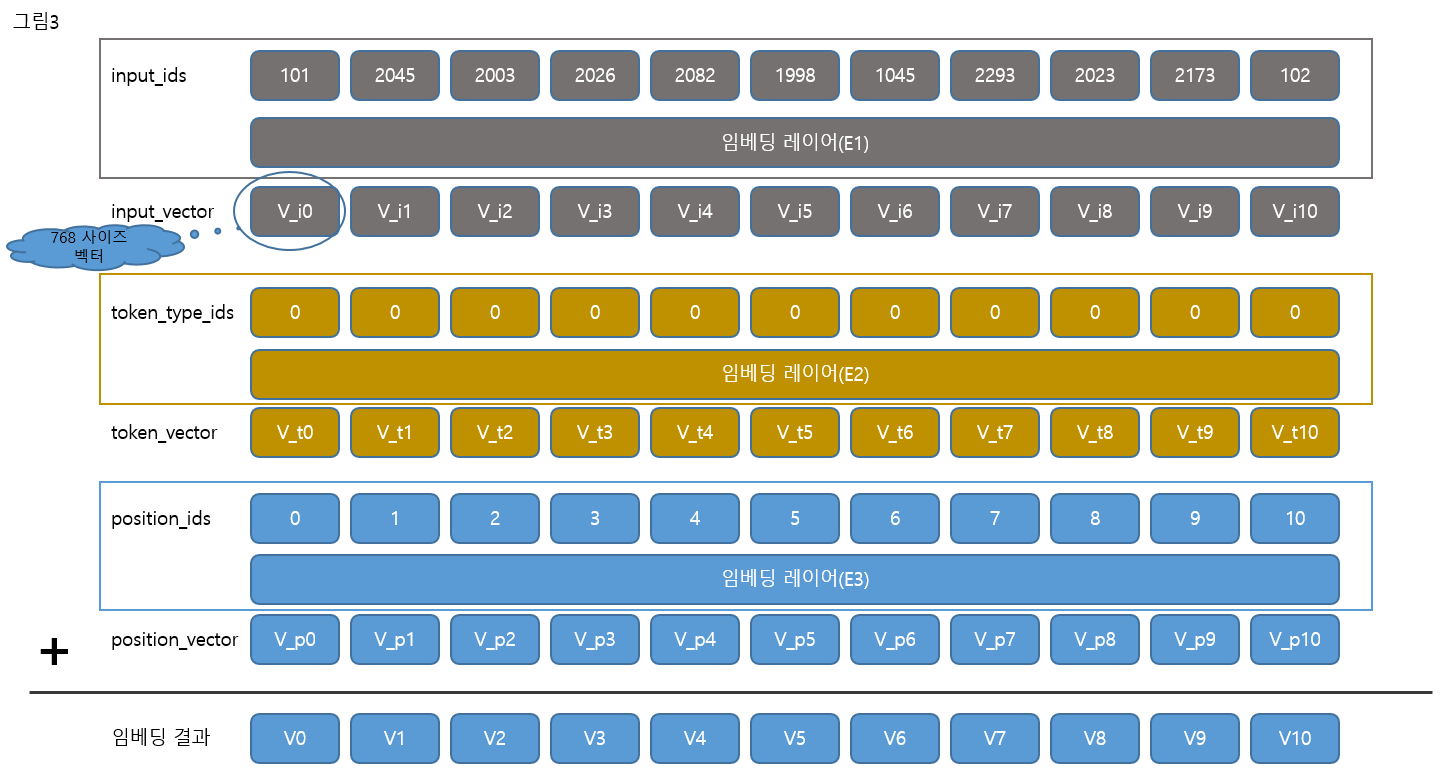 그림3
input_ids 101 2045 2003 2026 2082 1998 1045 2293 2023 2173 102
임베딩 레이어(E1)
input_vector V_i0 V_i1 V_i2 V_i3 V_i4 V_i5 V_i6 V_i7 V_i8 V_i9 V_i10
768 사이즈
벡터
token_type_ids 0 0 0 0 0 0 0 0 0 0 0
임베딩 레이어(E2)
token_vector V_t0 V_t1 V_t2 V_t3 V_t4 V_t5 V_t6 V_t7 V_t8 V_t9 V_t10
position_ids 0 1 2 3 4 5 6 7 8 9 10
임베딩 레이어(E3)
+ position_vector V_p0 V_p1 V_p2 V_p3 V_p4 V_p5 V_p6 V_p7 V_p8 V_p9 V_p10
임베딩 결과 V0 V1 V2 V3 V4 V5 V6 V7 V8 V9 V10